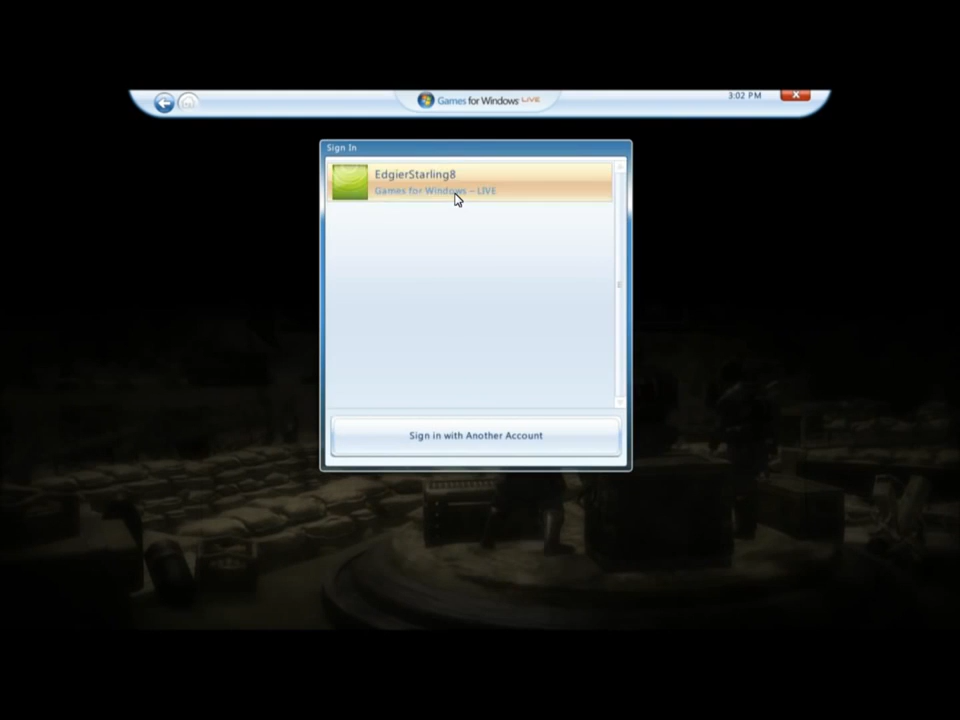 Games for Windows LIVE
3:02 PM
Sign In
EdgierStarling8
Games for Windows – LIVE
Sign in with Another Account